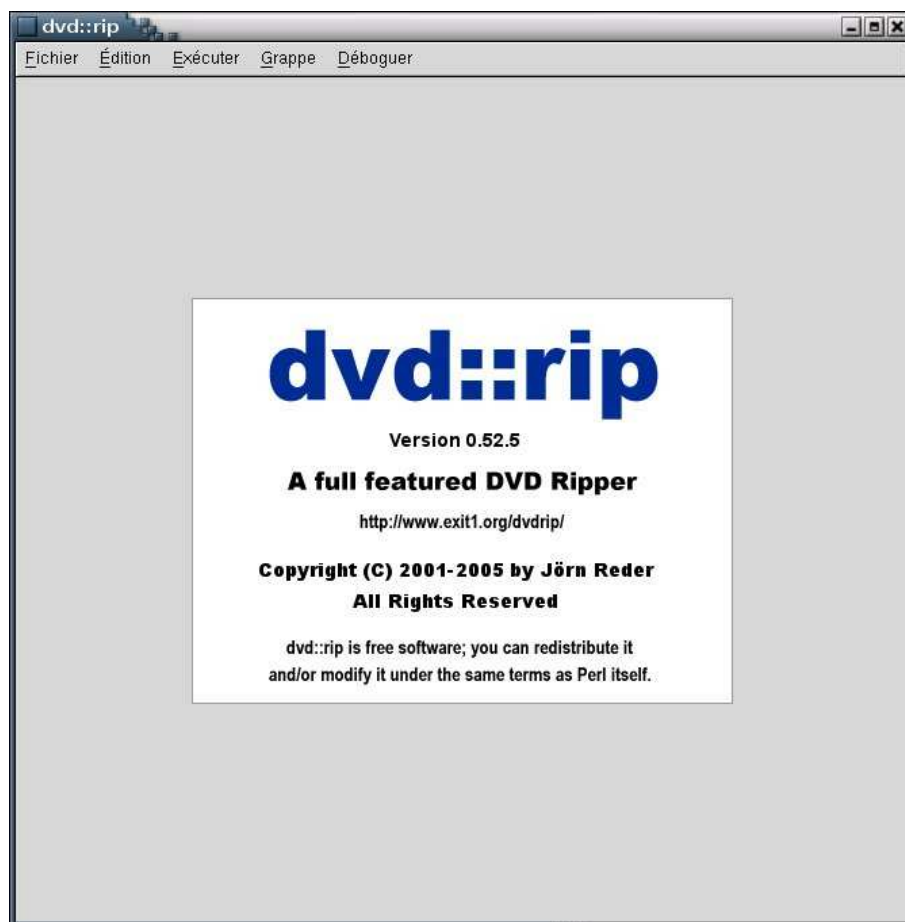 dvd::rip
Fichier Édition Exécuter Grappe Déboguer
dvd::rip
Version 0.52.5
A full featured DVD Ripper
http://www.exit1.org/dvdrip/
Copyright (C) 2001-2005 by Jörn Reder
All Rights Reserved
dvd::rip is free software; you can redistribute it
and/or modify it under the same terms as Perl itself.